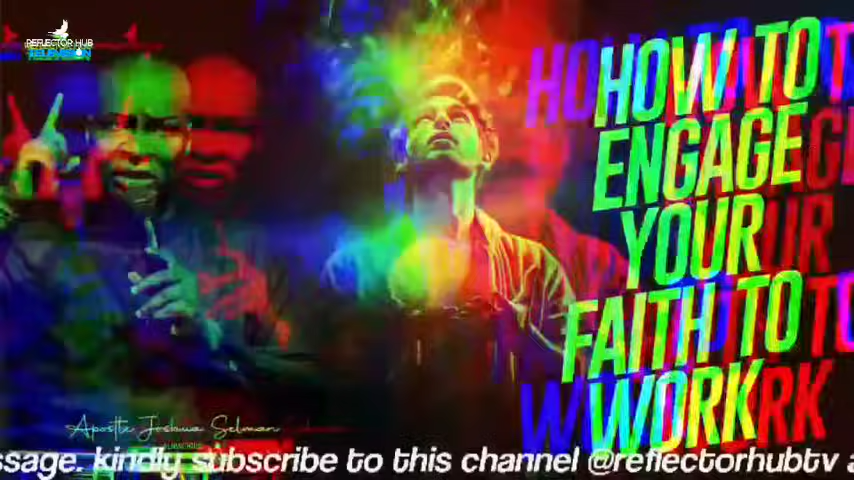 REFLECTOR HUB
TELEVISION
HOW TO
ENGAGE
YOUR
FAITH TO
WORK
Apostle Joshua Selman
ssage. kindly subscribe to this channel @reflectorhubtv a